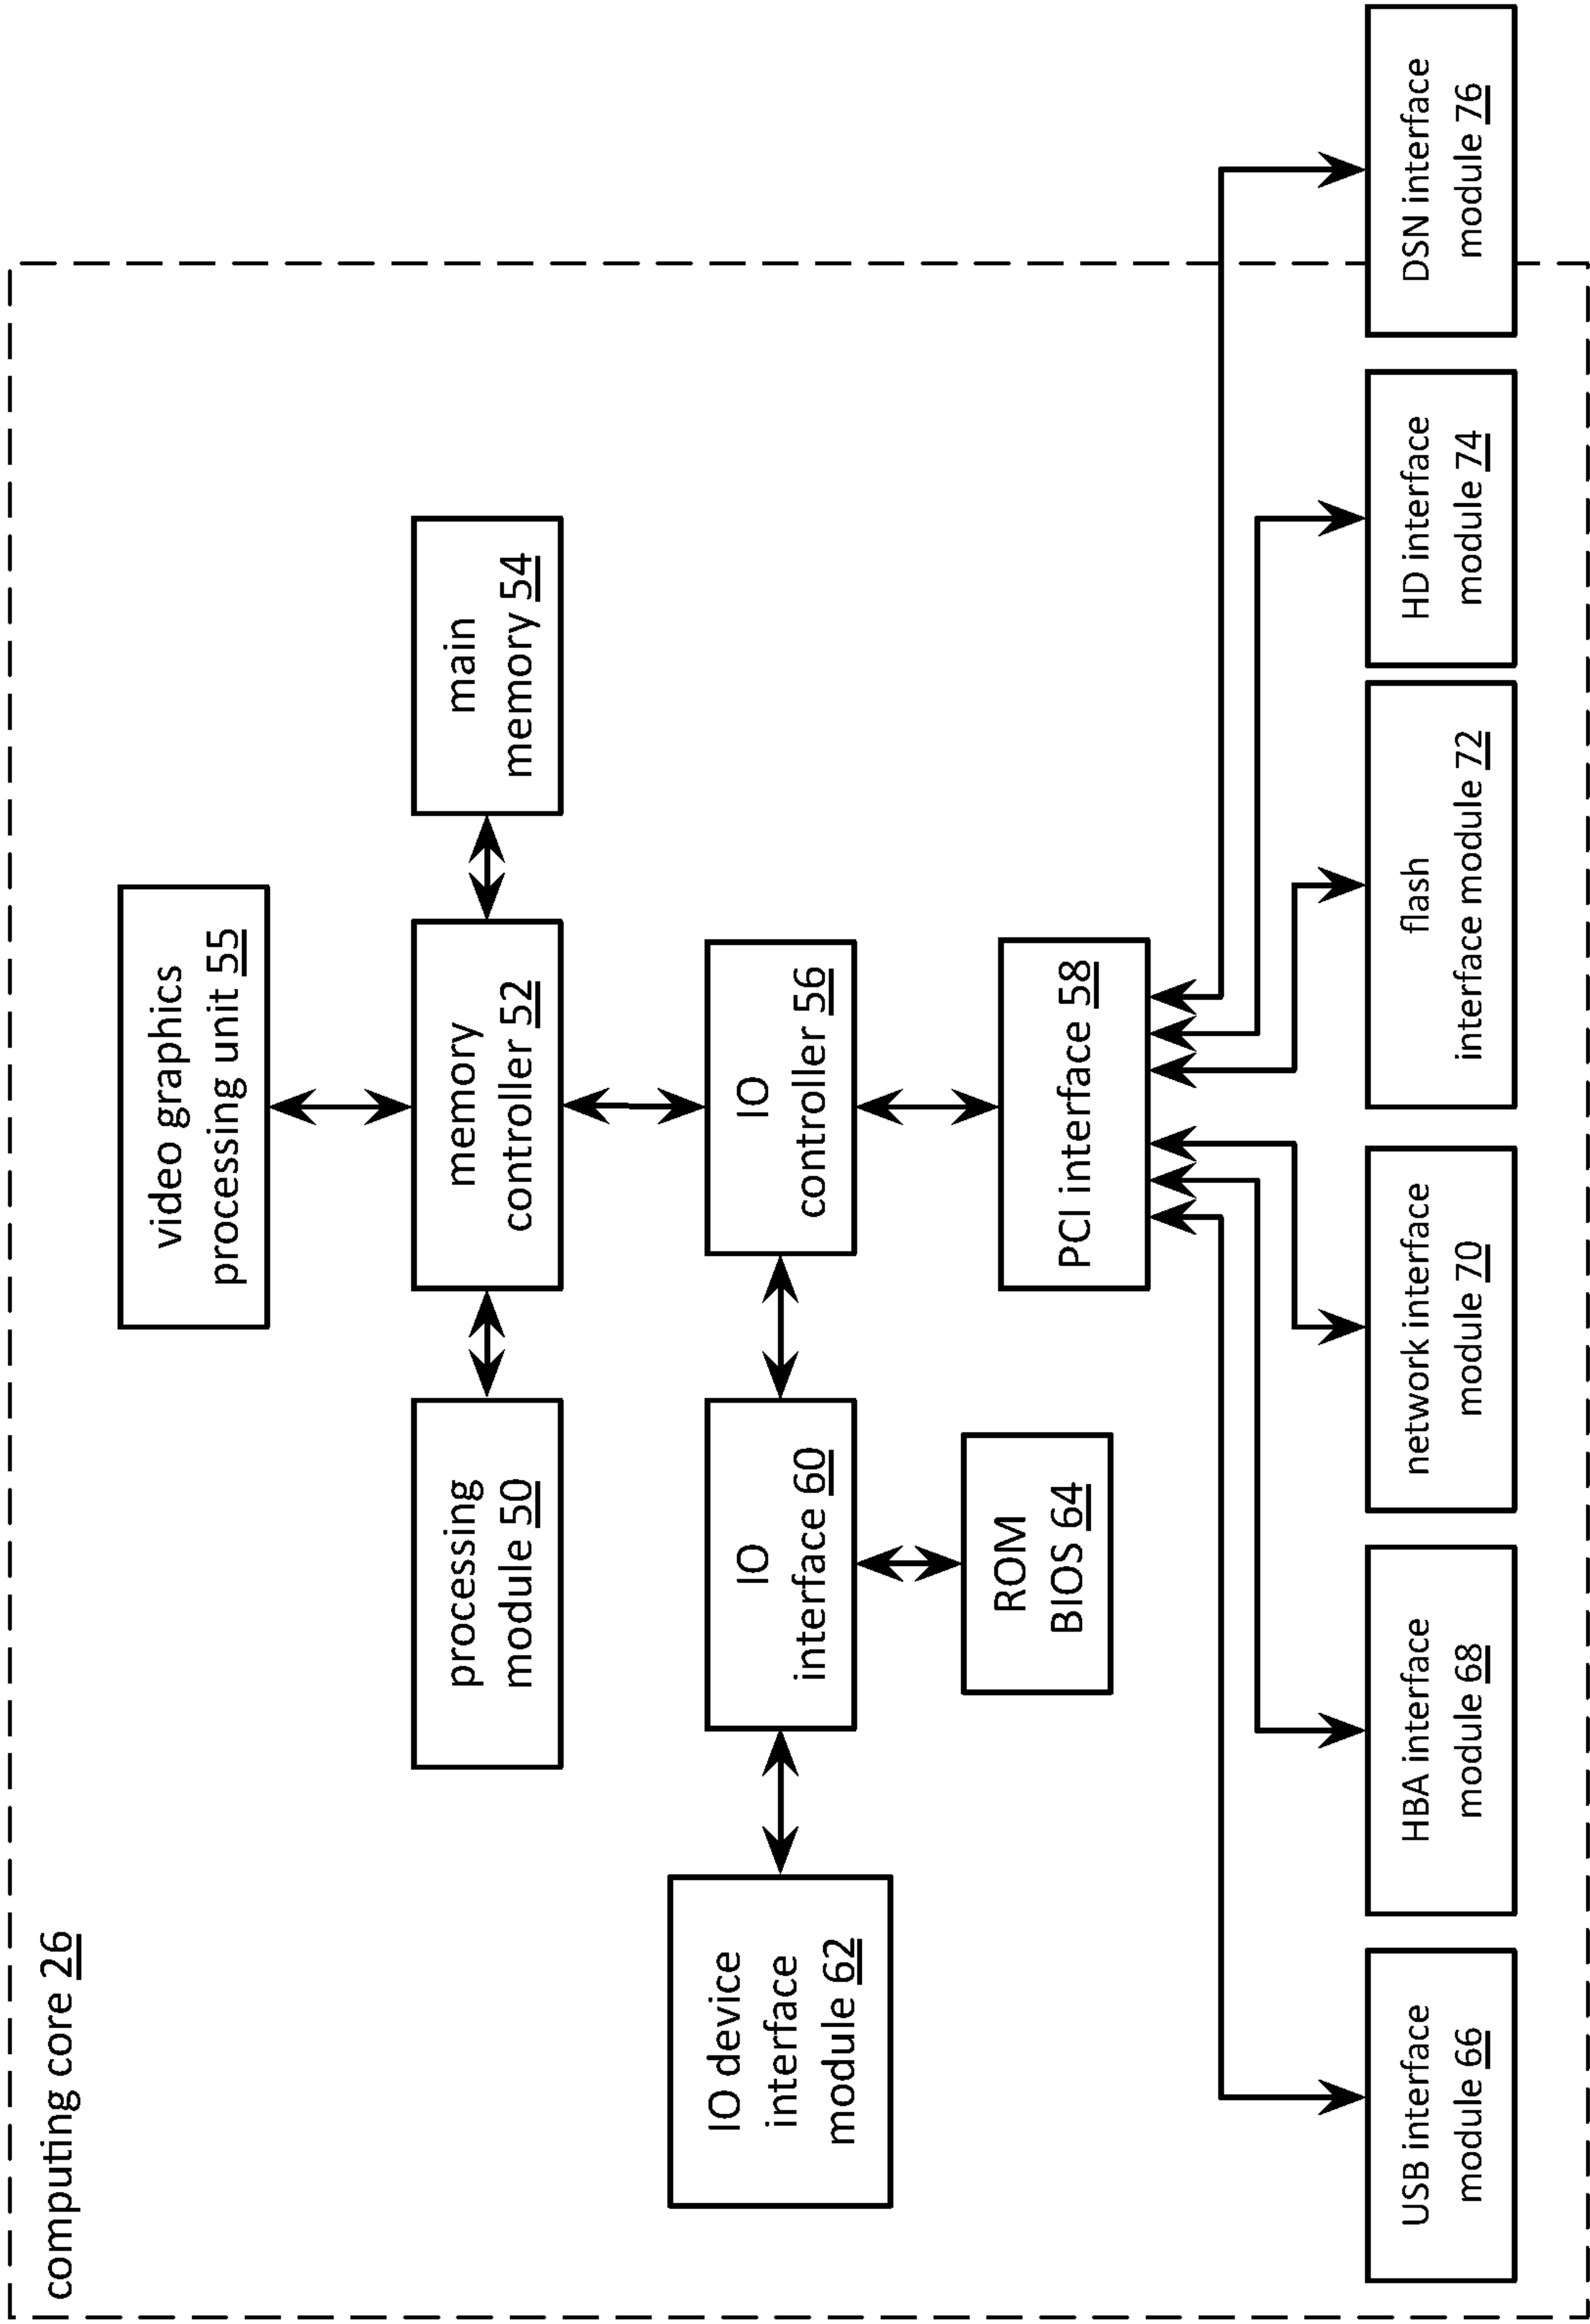 computing core 26
video graphics
processing unit 55
processing
module 50
memory
controller 52
main
memory 54
IO device
interface
module 62
IO
interface 60
IO
controller 56
ROM
BIOS 64
PCI interface 58
USB interface
module 66
HBA interface
module 68
network interface
module 70
flash
interface module 72
HD interface
module 74
DSN interface
module 76